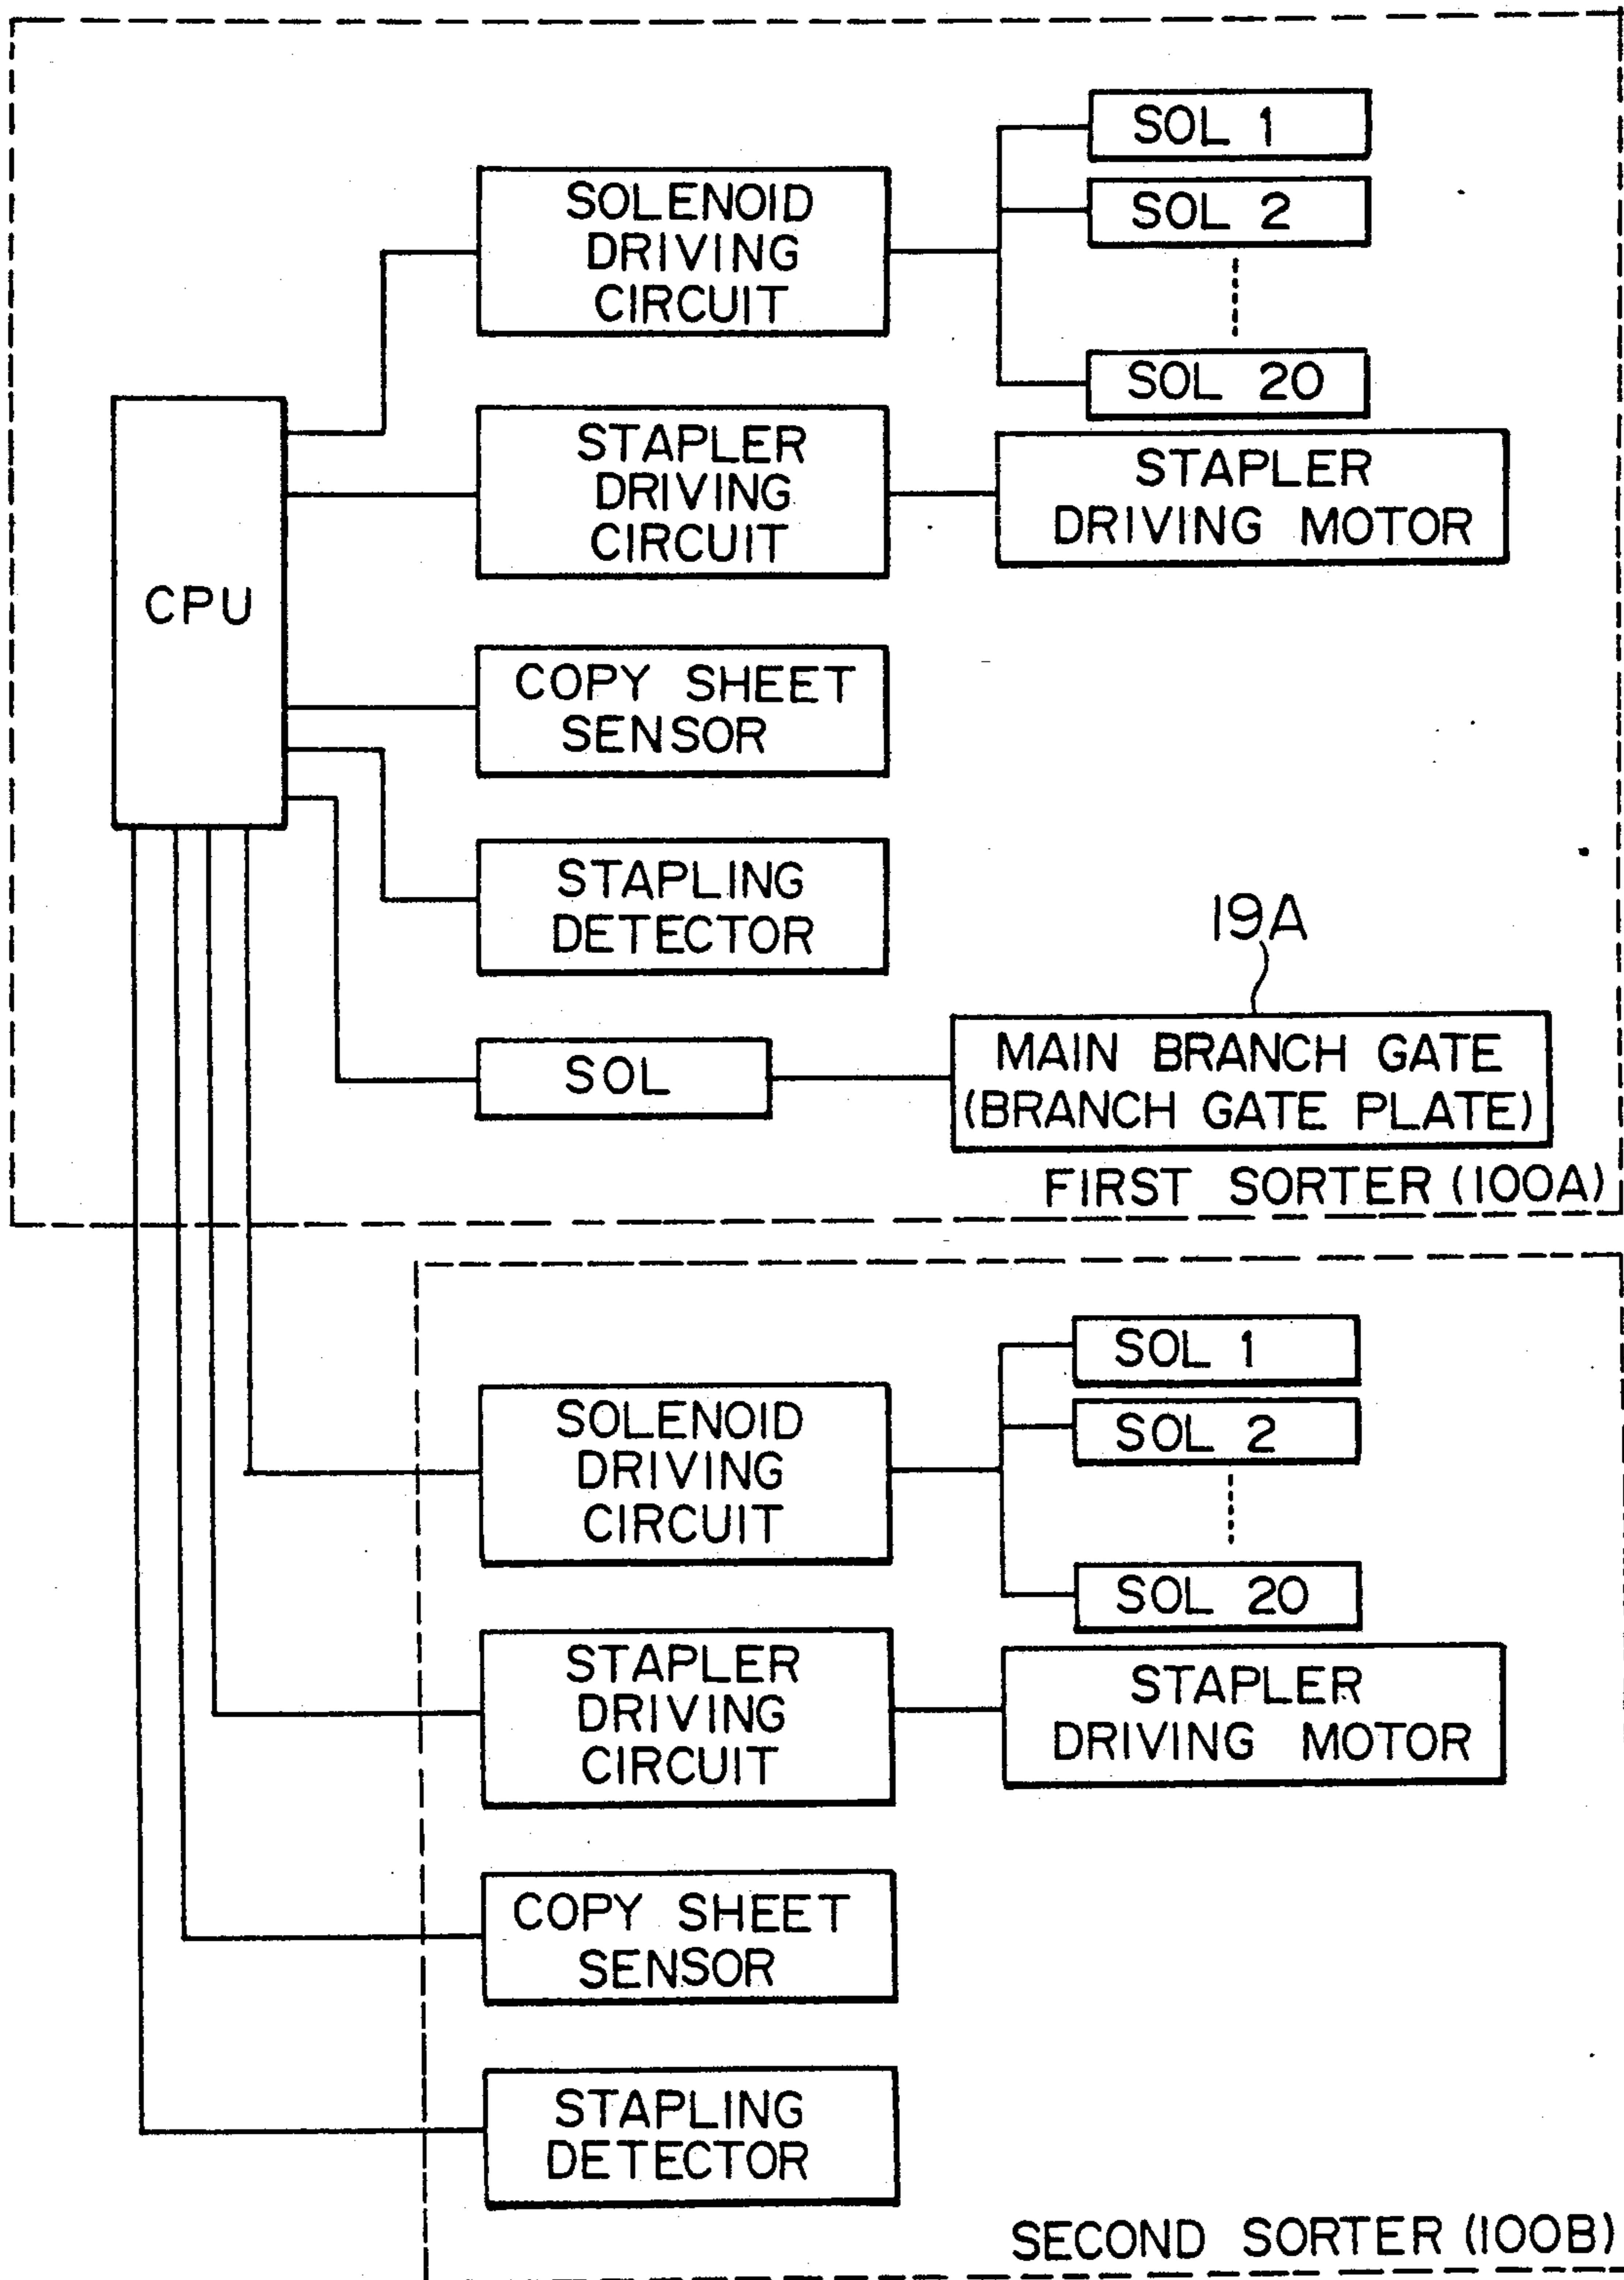 SOL 1
SOLENOID
DRIVING
CIRCUIT
SOL 2
SOL 20
STAPLER
DRIVING
CIRCUIT
STAPLER
DRIVING MOTOR
CPU
COPY SHEET
SENSOR
STAPLING
DETECTOR
19A
SOL
MAIN BRANCH GATE
(BRANCH GATE PLATE)
FIRST SORTER (100A)
SOL 1
SOLENOID
DRIVING
CIRCUIT
SOL 2
SOL 20
STAPLER
DRIVING
CIRCUIT
STAPLER
DRIVING MOTOR
COPY SHEET
SENSOR
STAPLING
DETECTOR
SECOND SORTER (100B)